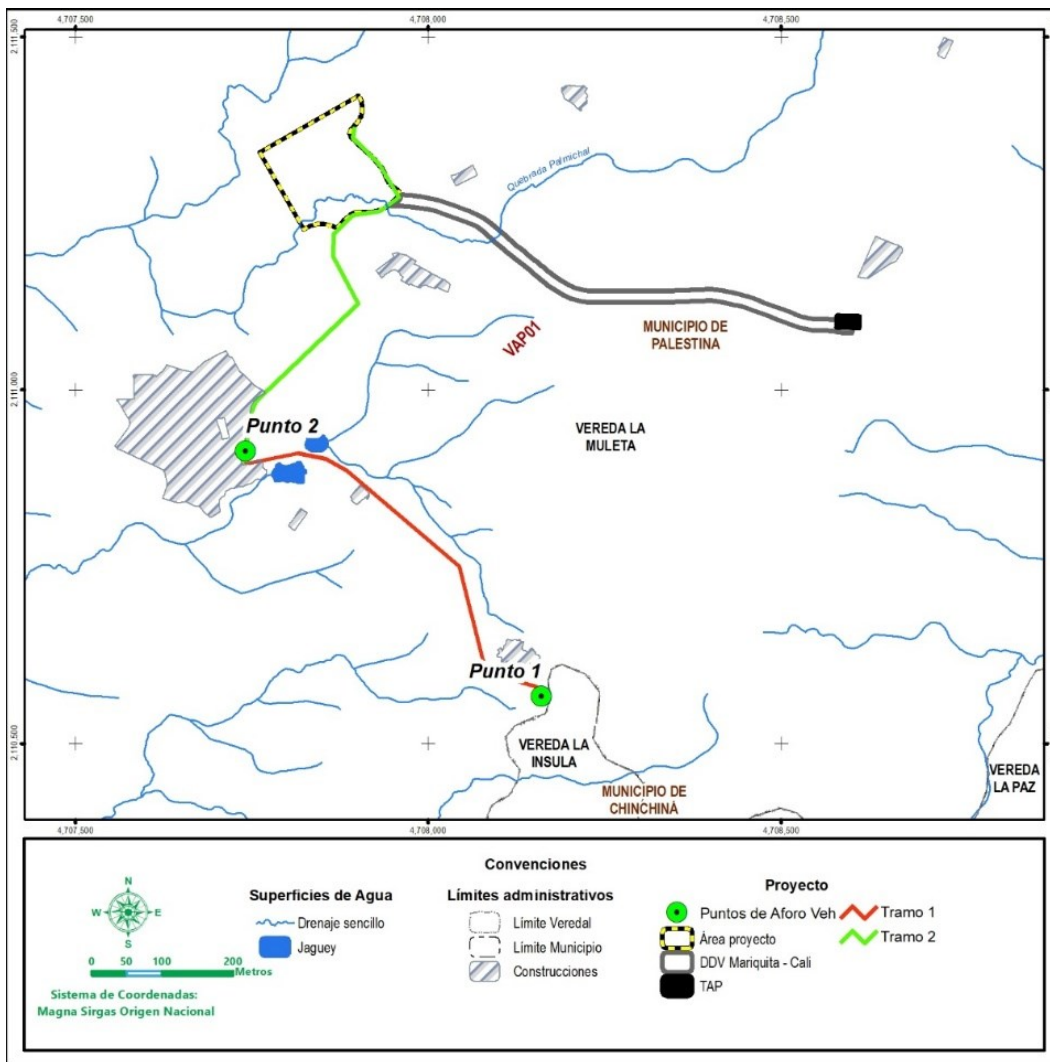 4,707,500
4,708,000
4,708,500
2.111.500
Quebrada Palmichal
MUNICIPIO DE
PALESTINA
VAP01
2.111.000
Punto 2
VEREDA LA
MULETA
Punto 1
2.110.500
VEREDA LA
INSULA
VEREDA
LA PAZ
MUNICIPIO DE
CHINCHINÁ
4,707,500
4,708,000
4,708,500
Convenciones
N
W E
S
0 50 100 200
Metros
Sistema de Coordenadas:
Magna Sirgas Origen Nacional
Superficies de Agua
Drenaje sencillo
Jaguey
Límites administrativos
Límite Veredal
Límite Municipio
Construcciones
Proyecto
Puntos de Aforo Veh
Área proyecto
DDV Mariquita - Cali
TAP
Tramo 1
Tramo 2